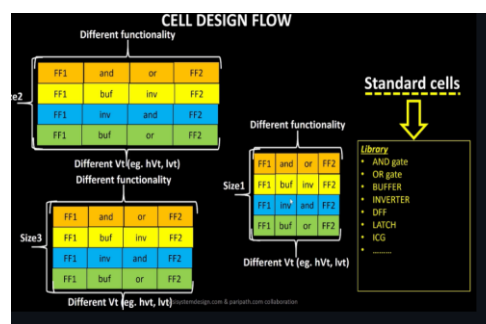 CELL DESIGN FLOW
Different functionality
FF1 and or FF2
FF1 buf inv FF2
FF1 inv and FF2
FF1 buf or FF2
ze2
Different Vt (eg. hVt, lvt)
Different functionality
Size3
FF1 and or FF2
FF1 buf inv FF2
FF1 inv and FF2
FF1 buf or FF2
Different Vt (eg. hvt, lvt)
Different functionality
Size1
FF1 and or FF2
FF1 buf inv FF2
FF1 inv and FF2
FF1 buf or FF2
Different Vt (eg. hVt, lvt)
Standard cells
Library
• AND gate
• OR gate
• BUFFER
• INVERTER
• DFF
• LATCH
• ICG
• .........
& paripath.com collaboration